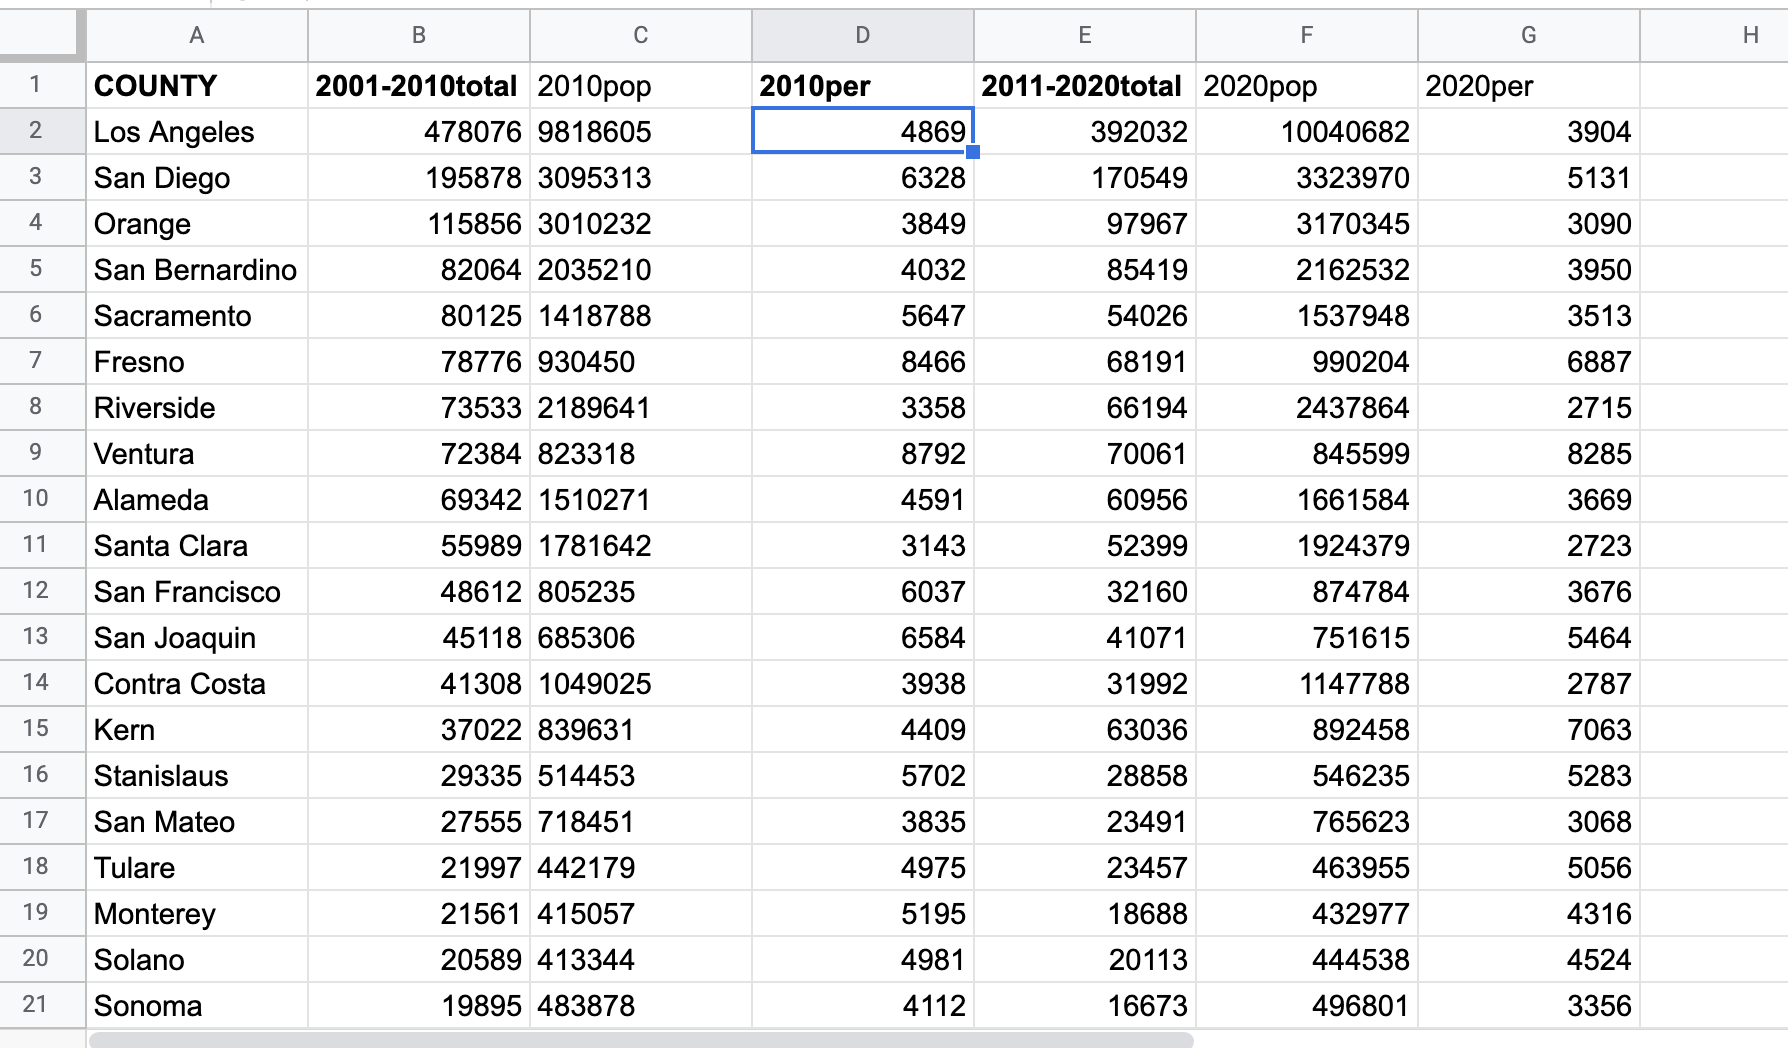 A B C D E F G H
1 COUNTY 2001-2010total 2010pop 2010per 2011-2020total 2020pop 2020per
2 Los Angeles 478076 9818605 4869 392032 10040682 3904
3 San Diego 195878 3095313 6328 170549 3323970 5131
4 Orange 115856 3010232 3849 97967 3170345 3090
5 San Bernardino 82064 2035210 4032 85419 2162532 3950
6 Sacramento 80125 1418788 5647 54026 1537948 3513
7 Fresno 78776 930450 8466 68191 990204 6887
8 Riverside 73533 2189641 3358 66194 2437864 2715
9 Ventura 72384 823318 8792 70061 845599 8285
10 Alameda 69342 1510271 4591 60956 1661584 3669
11 Santa Clara 55989 1781642 3143 52399 1924379 2723
12 San Francisco 48612 805235 6037 32160 874784 3676
13 San Joaquin 45118 685306 6584 41071 751615 5464
14 Contra Costa 41308 1049025 3938 31992 1147788 2787
15 Kern 37022 839631 4409 63036 892458 7063
16 Stanislaus 29335 514453 5702 28858 546235 5283
17 San Mateo 27555 718451 3835 23491 765623 3068
18 Tulare 21997 442179 4975 23457 463955 5056
19 Monterey 21561 415057 5195 18688 432977 4316
20 Solano 20589 413344 4981 20113 444538 4524
21 Sonoma 19895 483878 4112 16673 496801 3356